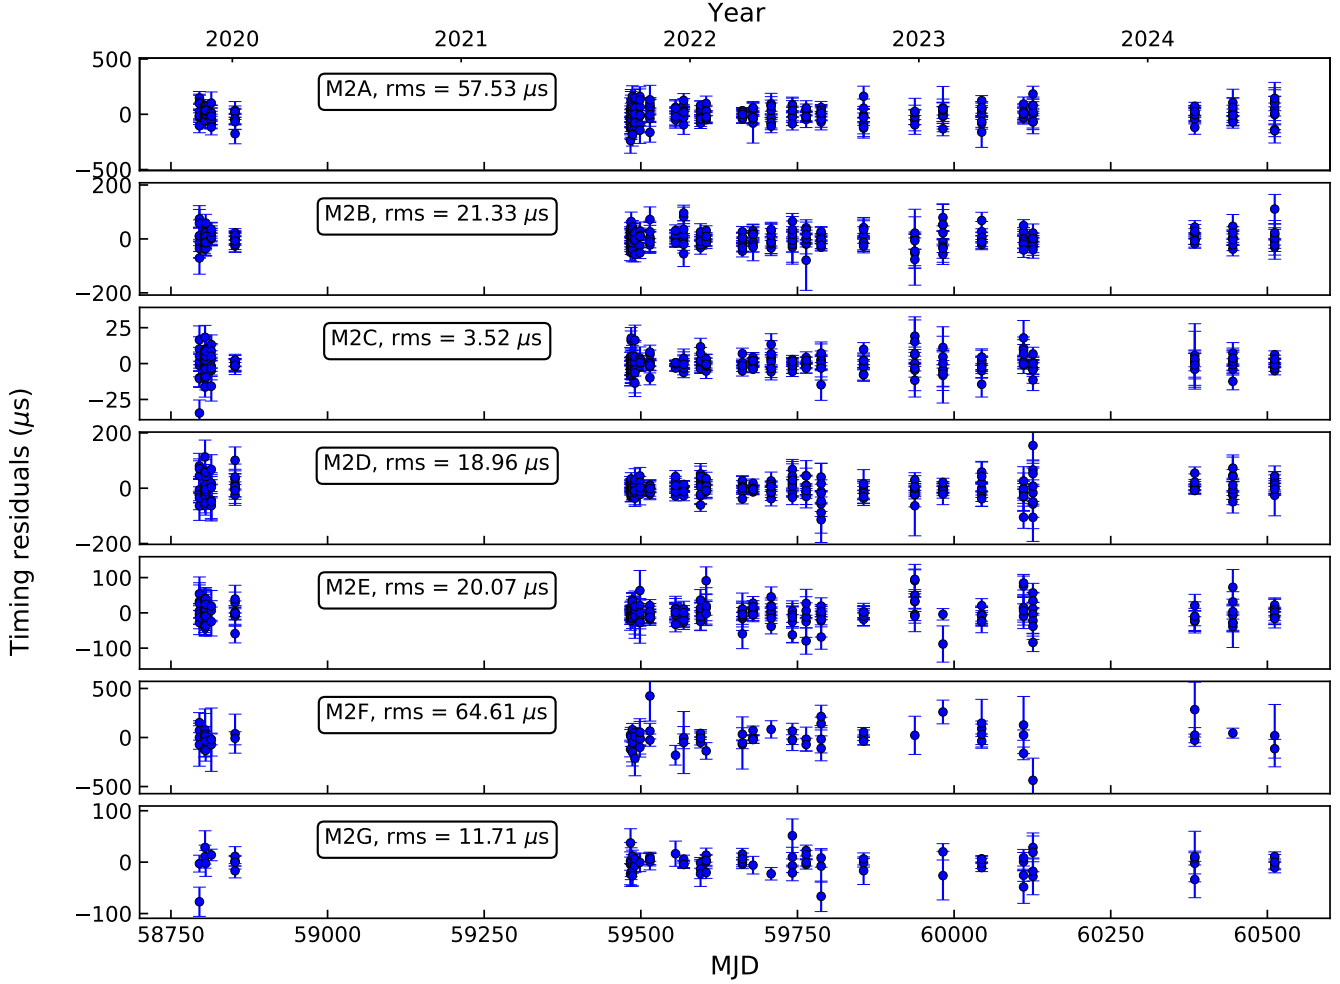 Year
2020 2021 2022 2023 2024
500
0
−500
M2A, rms = 57.53 μs
200
0
−200
M2B, rms = 21.33 μs
25
0
−25
M2C, rms = 3.52 μs
200
0
−200
M2D, rms = 18.96 μs
100
0
−100
M2E, rms = 20.07 μs
500
0
−500
M2F, rms = 64.61 μs
100
0
−100
M2G, rms = 11.71 μs
Timing residuals (μs)
58750 59000 59250 59500 59750 60000 60250 60500
MJD